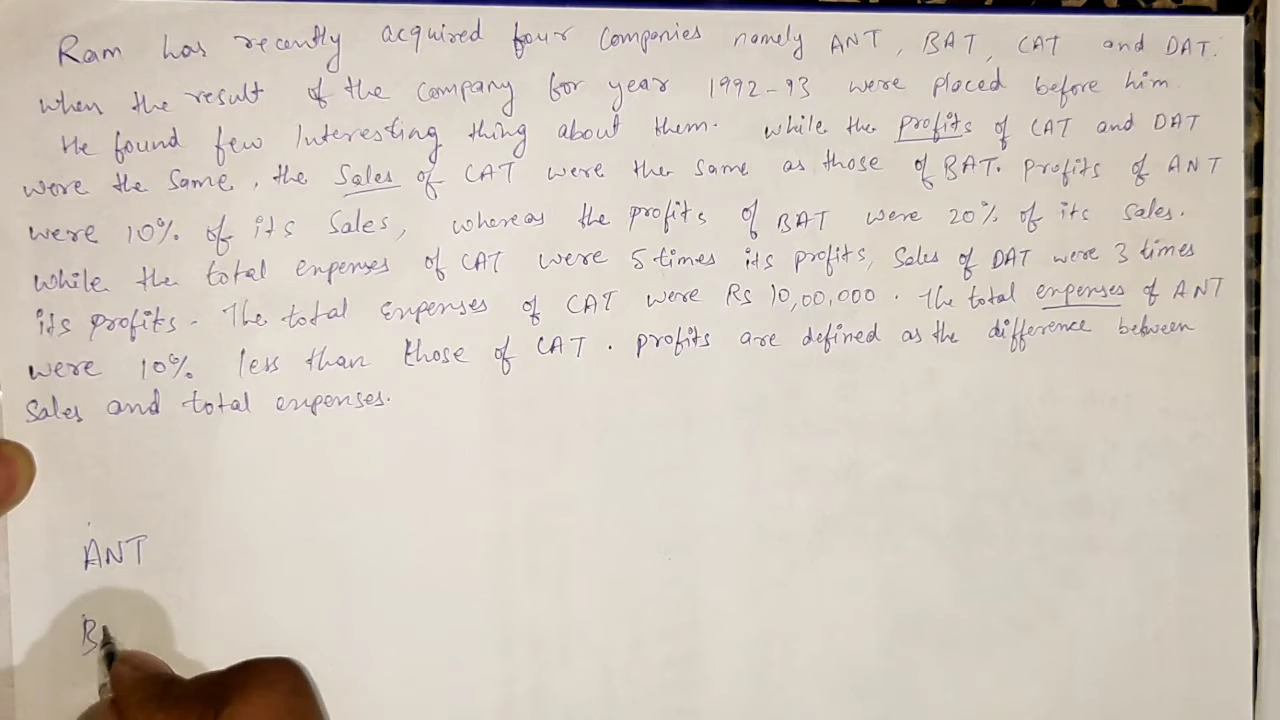 Ram has recently acquired four companies namely ANT, BAT, CAT and DAT.
When the result of the company for year 1992-93 were placed before him.
He found few Interesting thing about them. while the profits of CAT and DAT
were the same, the sales of CAT were the same as those of BAT. profits of ANT
were 10% of its sales, whereas the profits of BAT were 20% of its sales.
while the total expenses of CAT were 5 times its profits, sales of DAT were 3 times
its profits. The total expenses of CAT were Rs 10,00,000. The total expenses of ANT
were 10% less than those of CAT. profits are defined as the difference between
sales and total expenses.
ANT
B